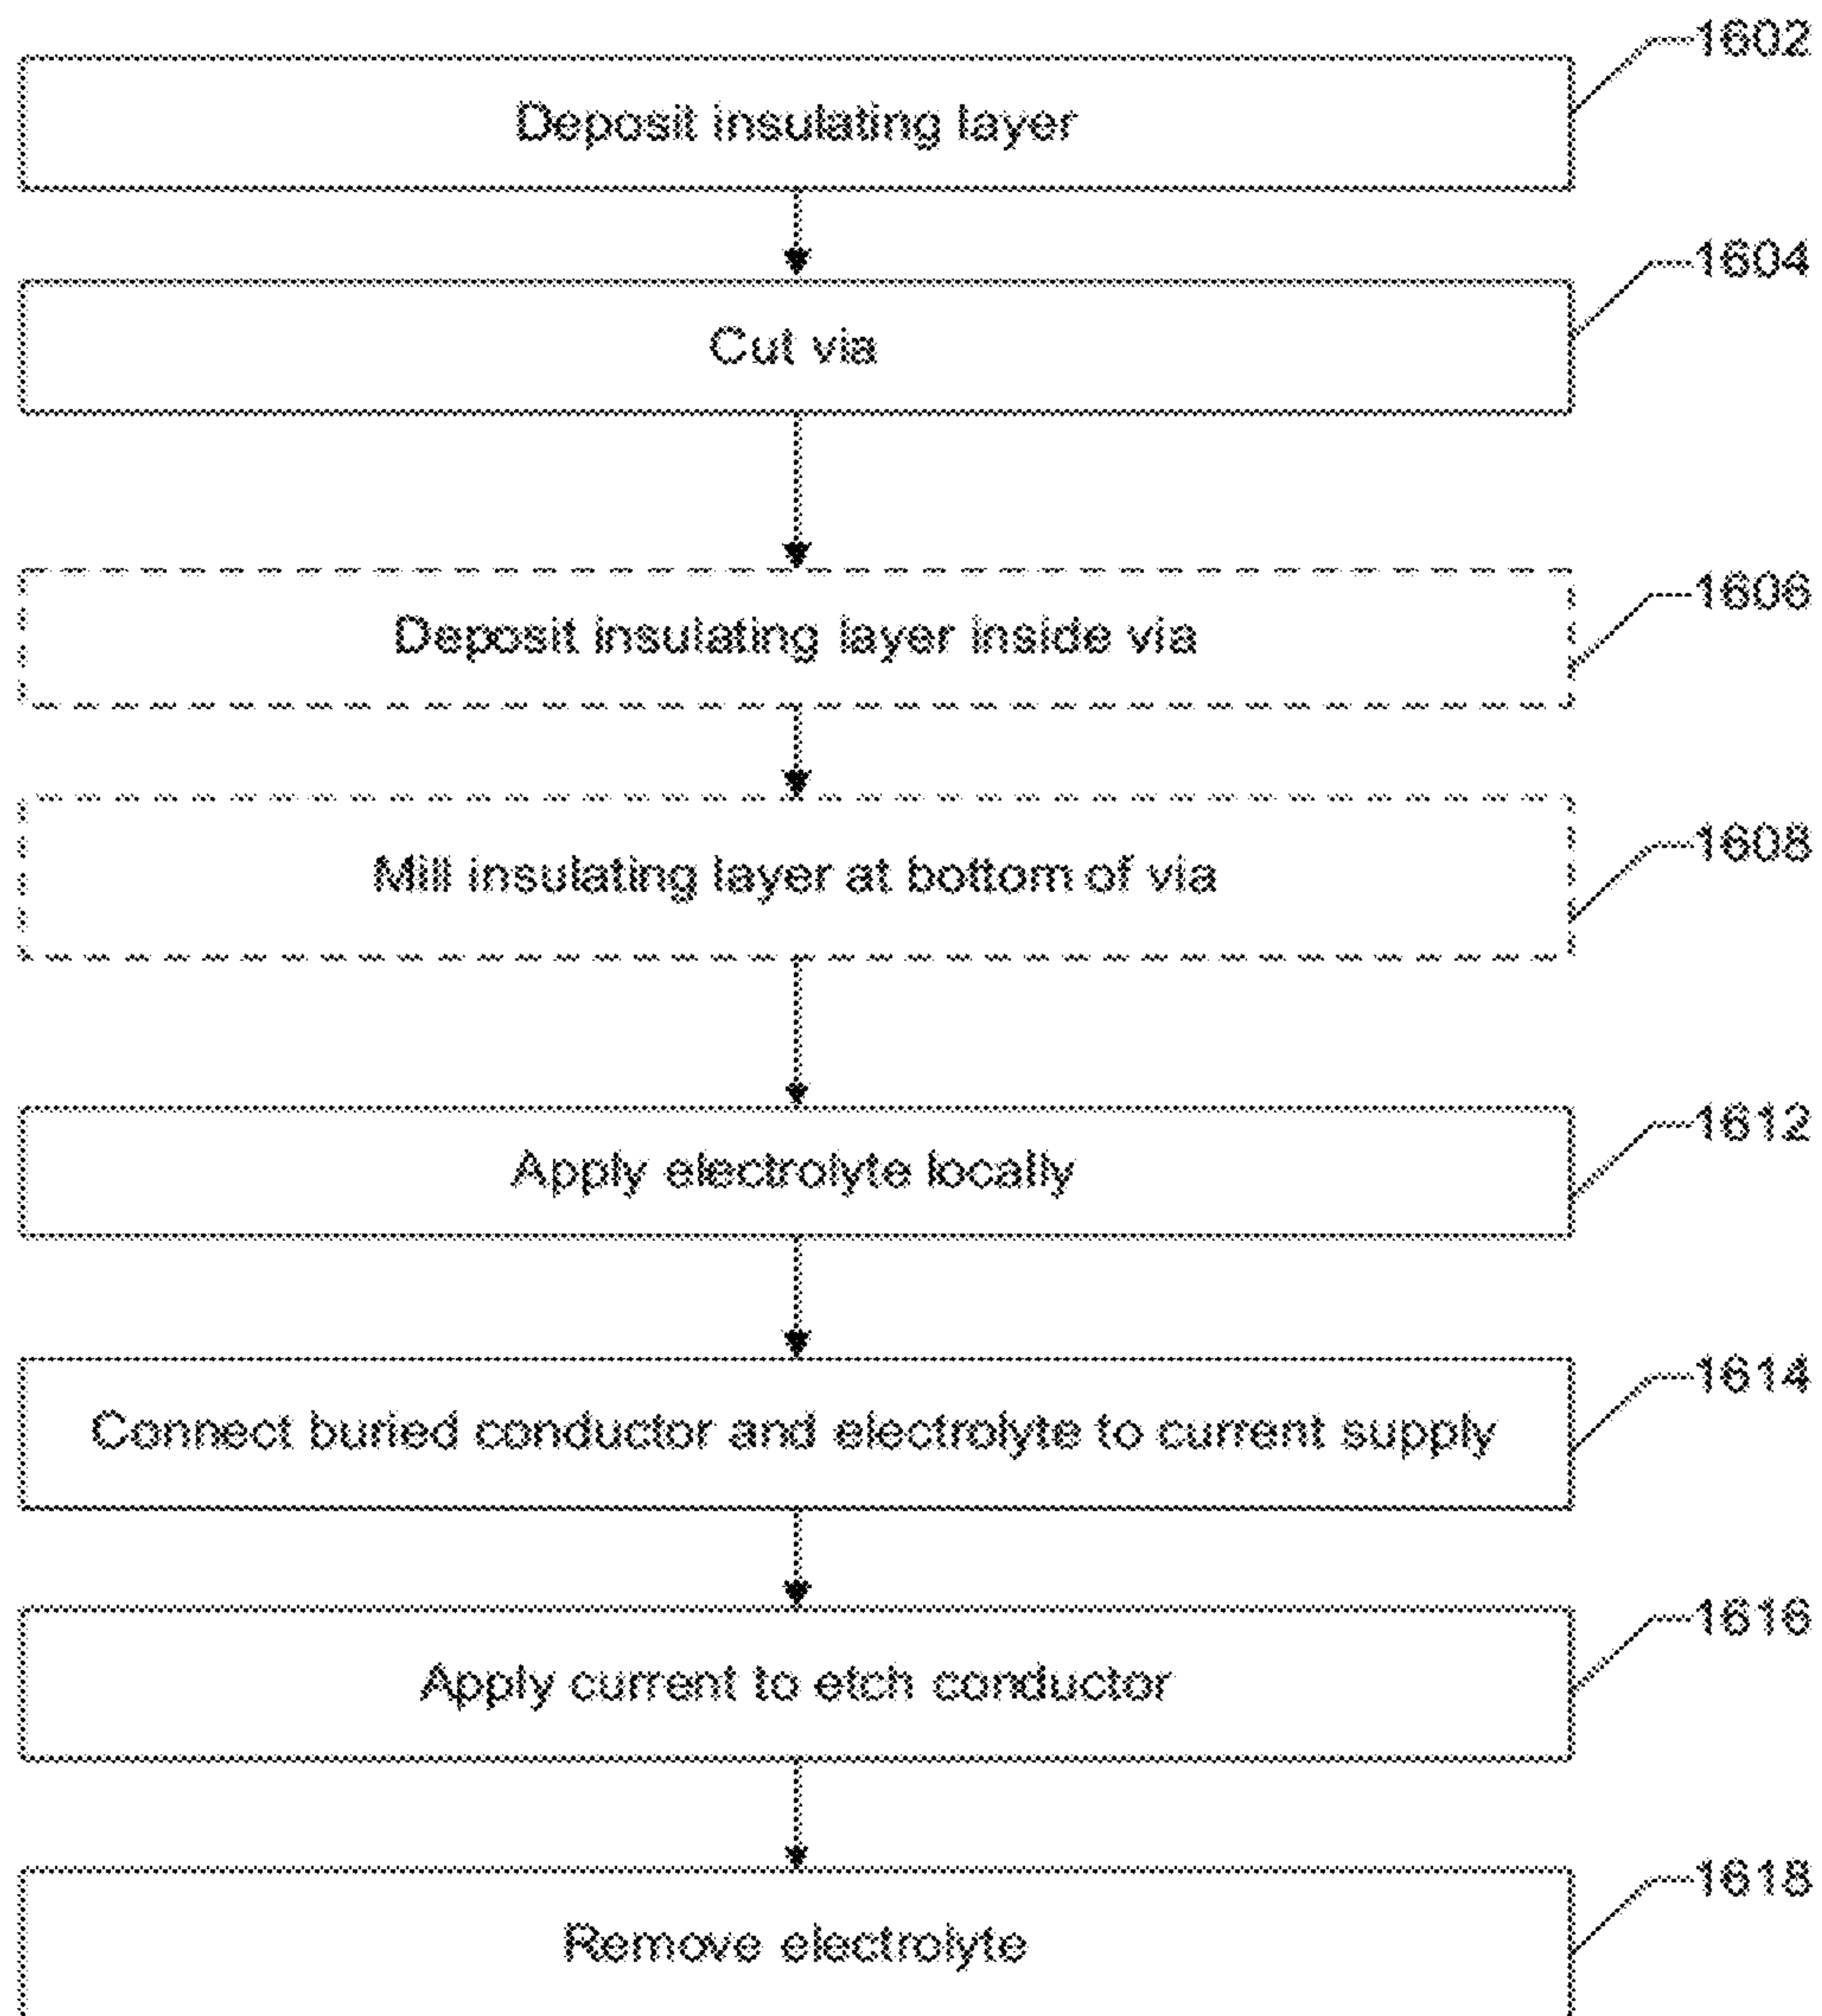 1602
Deposit insulating layer
1604
Cut via
1606
Deposit insulating layer inside via
1608
Mill insulating layer at bottom of via
1612
Apply electrolyte locally
1614
Connect buried conductor and electrolyte to current supply
1616
Apply current to etch conductor
1618
Remove electrolyte